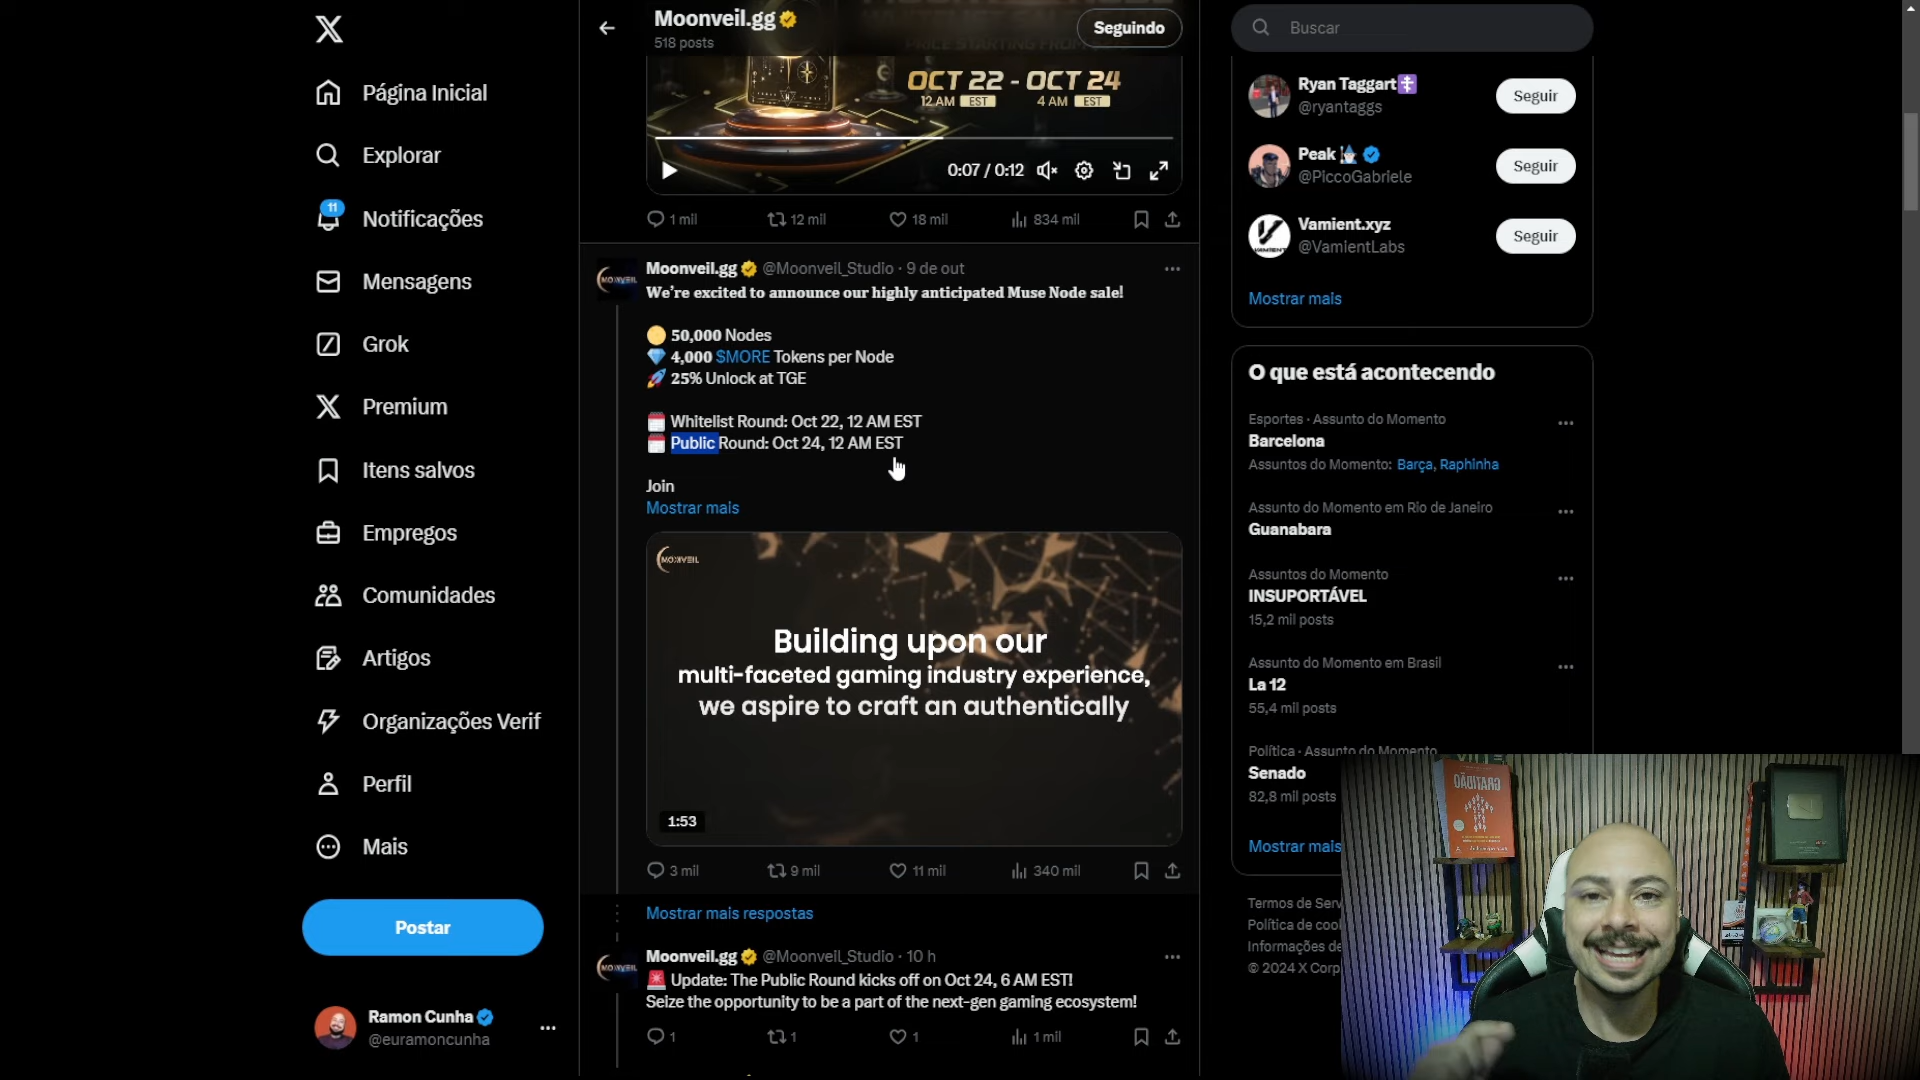 Página Inicial
Explorar
11
Notificações
Mensagens
Grok
Premium
Itens salvos
Empregos
Comunidades
Artigos
Organizações Verif
Perfil
Mais
Postar
Ramon Cunha
@euramoncunha
Moonveil.gg
518 posts
Seguindo
OCT 22 - OCT 24
12 AM EST
4 AM EST
0:07 / 0:12
1 mil
12 mil
18 mil
834 mil
Moonveil.gg @Moonveil_Studio · 9 de out
We're excited to announce our highly anticipated Muse Node sale!
50,000 Nodes
4,000 $MORE Tokens per Node
25% Unlock at TGE
Whitelist Round: Oct 22, 12 AM EST
Public Round: Oct 24, 12 AM EST
Join
Mostrar mais
MOONVEIL
Building upon our
multi-faceted gaming industry experience,
we aspire to craft an authentically
1:53
3 mil
9 mil
11 mil
340 mil
Mostrar mais respostas
Moonveil.gg @Moonveil_Studio · 10 h
Update: The Public Round kicks off on Oct 24, 6 AM EST!
Seize the opportunity to be a part of the next-gen gaming ecosystem!
1
1
1
1 mil
Buscar
Ryan Taggart
@ryantaggs
Seguir
Peak
@PiccoGabriele
Seguir
Vamient.xyz
@VamientLabs
Seguir
Mostrar mais
O que está acontecendo
Esportes · Assunto do Momento
Barcelona
Assuntos do Momento: Barça, Raphinha
Assunto do Momento em Rio de Janeiro
Guanabara
Assuntos do Momento
INSUPORTÁVEL
15,2 mil posts
Assunto do Momento em Brasil
La 12
55,4 mil posts
Política · Assunto do Momento
Senado
82,8 mil posts
Mostrar mais
Termos de Serv
Política de cool
Informações de
© 2024 X Corp